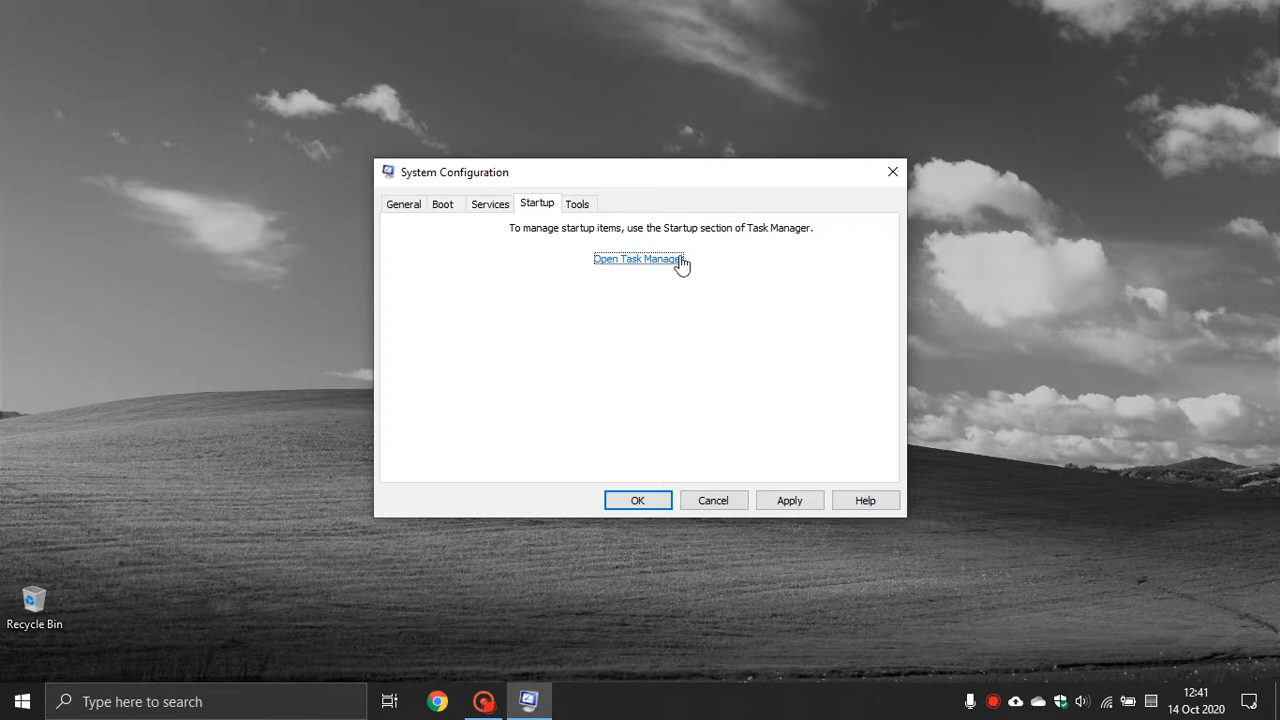 System Configuration
General Boot Services Startup Tools
To manage startup items, use the Startup section of Task Manager.
Open Task Manager
OK Cancel Apply Help
Recycle Bin
Type here to search
12:41
14 Oct 2020